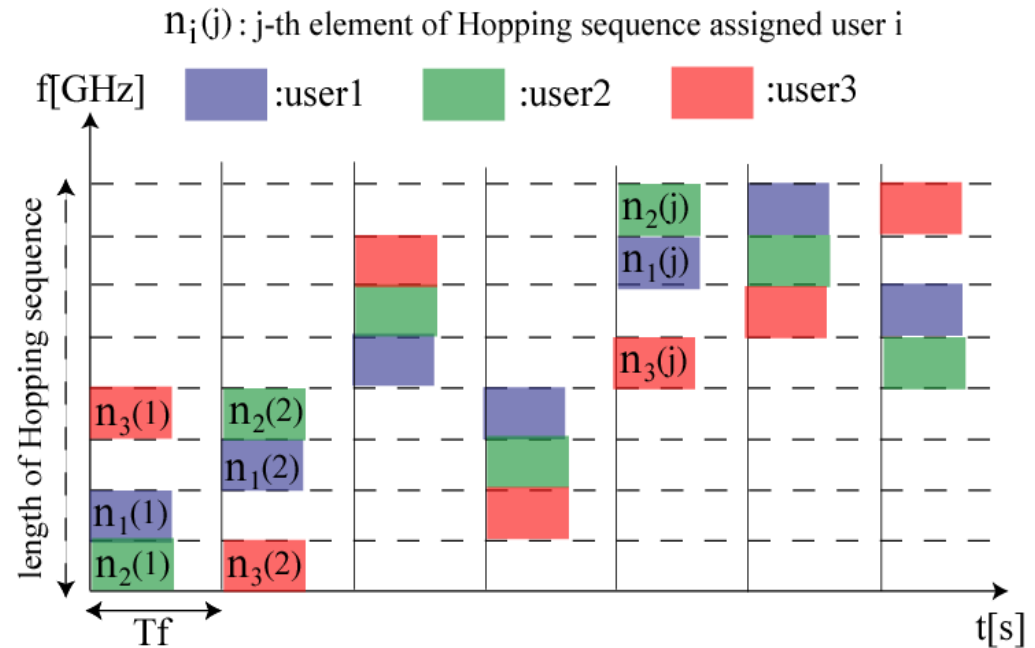 n₁(j) : j-th element of Hopping sequence assigned user i
f[GHz] :user1 :user2 :user3
length of Hopping sequence
n₂(j)
n₁(j)
n₃(j)
n₃(1) n₂(2)
n₁(2)
n₁(1)
n₂(1) n₃(2)
Tf t[s]